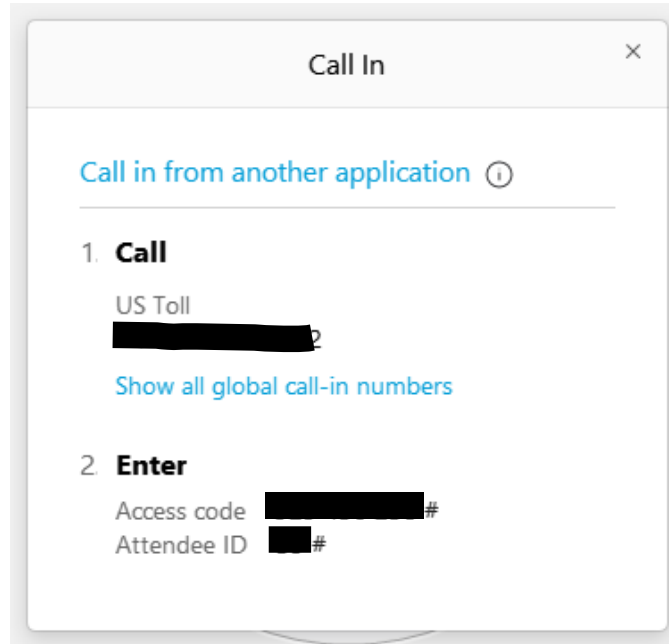 Call In
Call in from another application
1. Call
US Toll
2
Show all global call-in numbers
2. Enter
Access code #
Attendee ID #